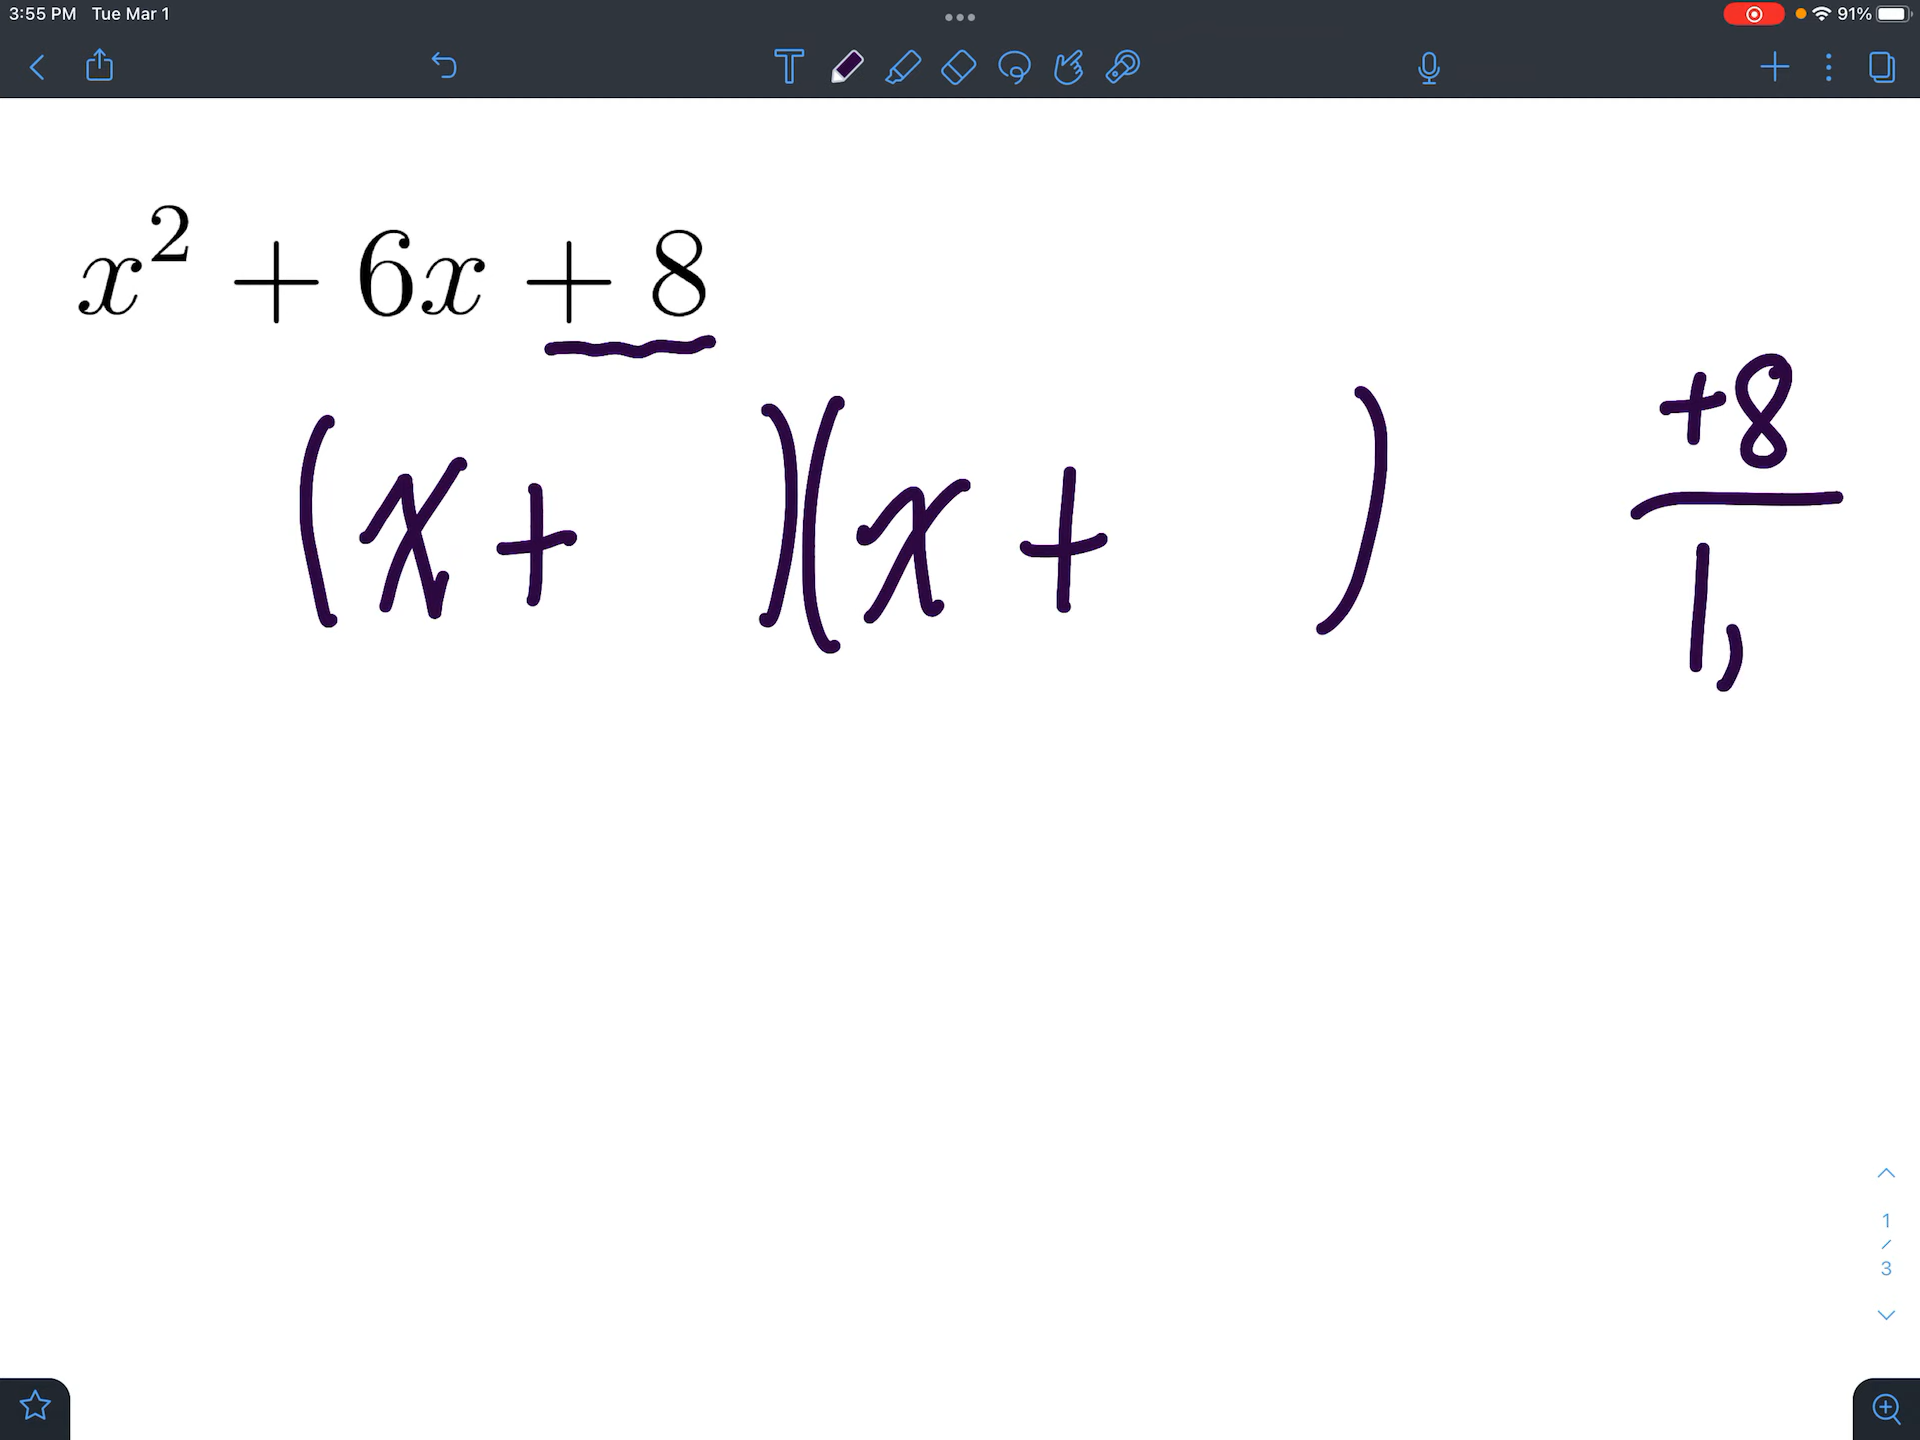 3:55 PM Tue Mar 1
91%
T
x² + 6x + 8
(x + )(x + )
+8
1,
1
/
3